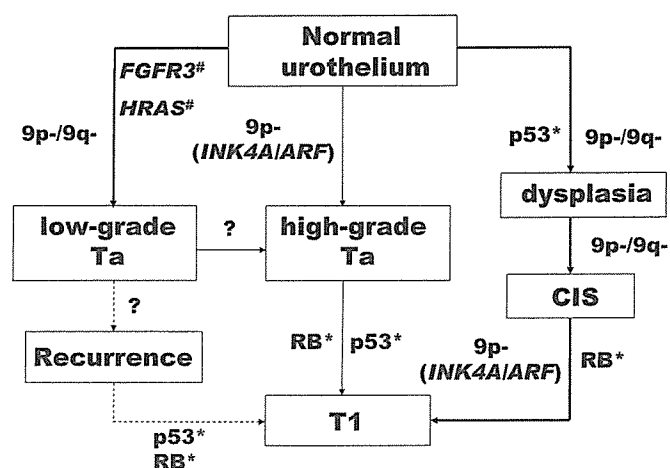 Normal
urothelium
FGFR3#
HRAS#
9p-/9q-
9p-
(INK4A/ARF)
p53*
9p-/9q-
dysplasia
low-grade
Ta
?
high-grade
Ta
9p-/9q-
CIS
?
Recurrence
RB*
p53*
9p-
(INK4A/ARF)
RB*
T1
p53*
RB*